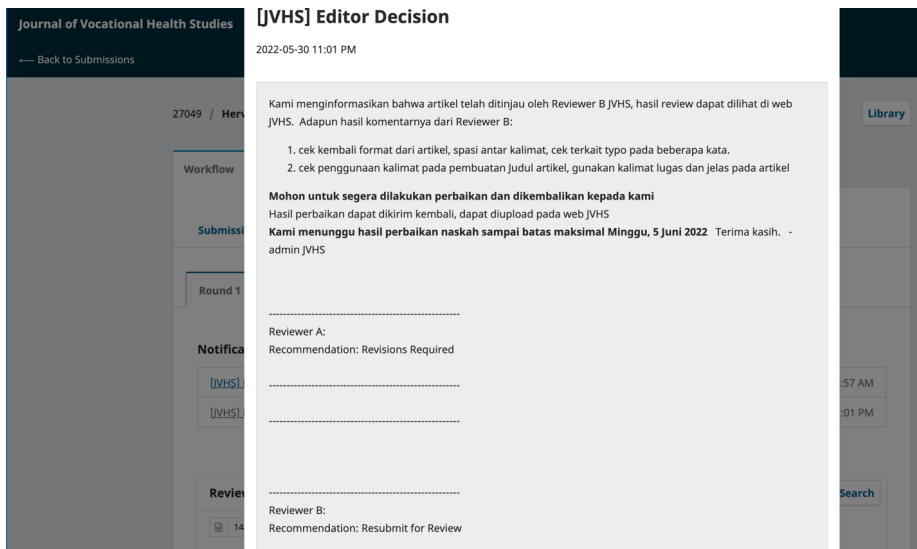 Journal of Vocational Health Studies
← Back to Submissions
[JVHS] Editor Decision
2022-05-30 11:01 PM
27049 / Herv
Library
Workflow
Submissi
Round 1
Notifica
[JVHS]
:57 AM
[JVHS]
:01 PM
Review
Search
14
Kami menginformasikan bahwa artikel telah ditinjau oleh Reviewer B JVHS, hasil review dapat dilihat di web
JVHS. Adapun hasil komentarnya dari Reviewer B:
1. cek kembali format dari artikel, spasi antar kalimat, cek terkait typo pada beberapa kata.
2. cek penggunaan kalimat pada pembuatan Judul artikel, gunakan kalimat lugas dan jelas pada artikel
Mohon untuk segera dilakukan perbaikan dan dikembalikan kepada kami
Hasil perbaikan dapat dikirim kembali, dapat diupload pada web JVHS
Kami menunggu hasil perbaikan naskah sampai batas maksimal Minggu, 5 Juni 2022 Terima kasih. -
admin JVHS
------------------------------------------------------
Reviewer A:
Recommendation: Revisions Required
------------------------------------------------------
------------------------------------------------------
------------------------------------------------------
Reviewer B:
Recommendation: Resubmit for Review